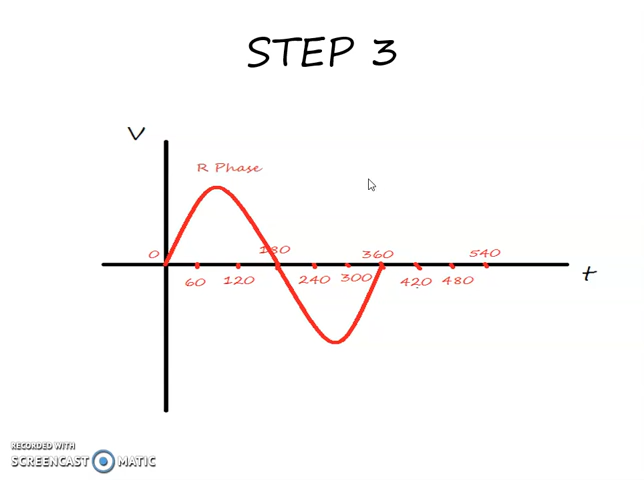 STEP 3
V
R Phase
0
180
360
540
60
120
240
300
420
480
t
RECORDED WITH
SCREENCAST MATIC